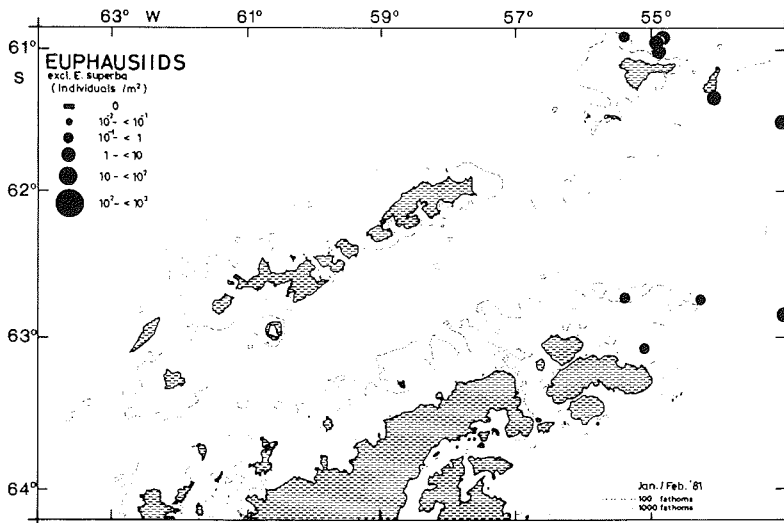 63° W 61° 59° 57° 55°
61°
S
EUPHAUSIIDS
excl. E. superba
(Individuals /m²)
0
10⁻² - < 10⁻¹
10⁻¹ - < 1
1 - < 10
10 - < 10²
10² - < 10³
62°
63°
64°
Jan. / Feb. '81
100 fathoms
1000 fathoms